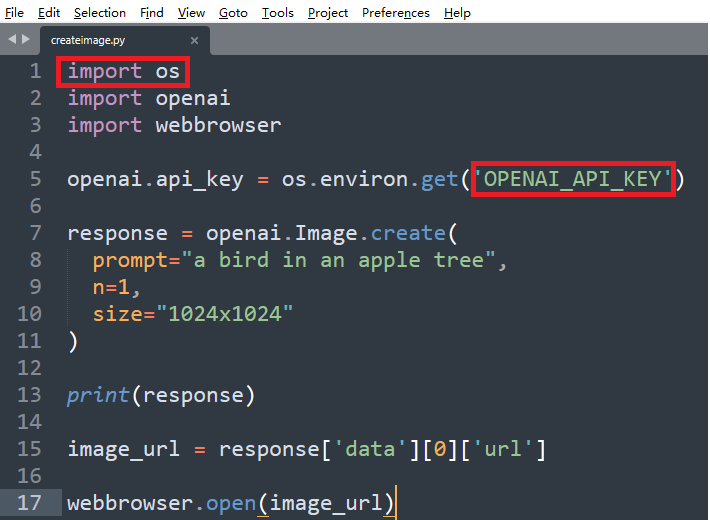 File Edit Selection Find View Goto Tools Project Preferences Help
createimage.py ×
1 import os
2 import openai
3 import webbrowser
4
5 openai.api_key = os.environ.get('OPENAI_API_KEY')
6
7 response = openai.Image.create(
8   prompt="a bird in an apple tree",
9   n=1,
10   size="1024x1024"
11 )
12
13 print(response)
14
15 image_url = response['data'][0]['url']
16
17 webbrowser.open(image_url)